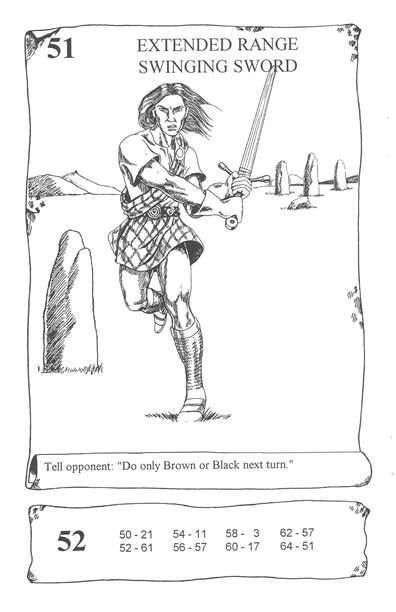 51
EXTENDED RANGE
SWINGING SWORD
Tell opponent: "Do only Brown or Black next turn."
52
50 - 21 54 - 11 58 - 3 62 - 57
52 - 61 56 - 57 60 - 17 64 - 51